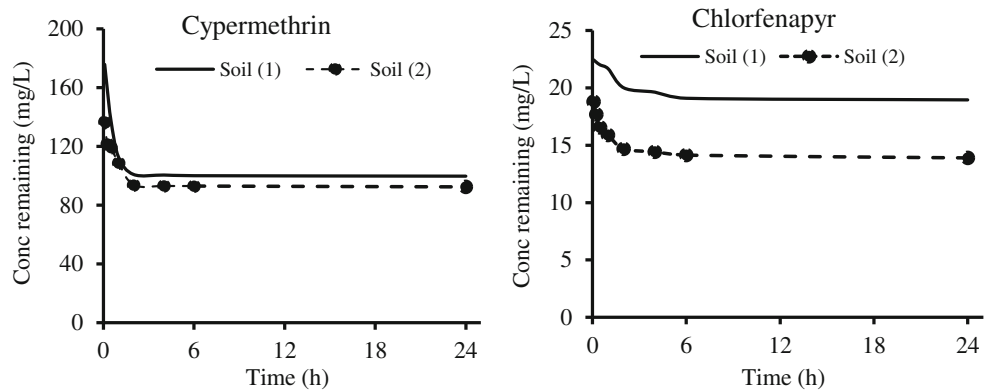 Cypermethrin
200
160
120
80
40
0
Conc remaining (mg/L)
Soil (1)
Soil (2)
0 6 12 18 24
Time (h)
Chlorfenapyr
25
20
15
10
5
0
Conc remaining (mg/L)
Soil (1)
Soil (2)
0 6 12 18 24
Time (h)